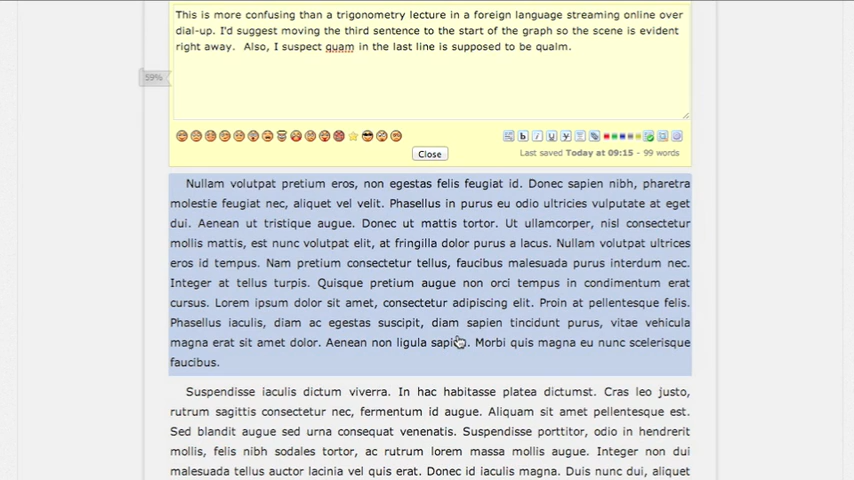 This is more confusing than a trigonometry lecture in a foreign language streaming online over
dial-up. I'd suggest moving the third sentence to the start of the graph so the scene is evident
right away. Also, I suspect quam in the last line is supposed to be qualm.
59%
Close
Last saved Today at 09:15 - 99 words
Nullam volutpat pretium eros, non egestas felis feugiat id. Donec sapien nibh, pharetra
molestie feugiat nec, aliquet vel velit. Phasellus in purus eu odio ultricies vulputate at eget
dui. Aenean ut tristique augue. Donec ut mattis tortor. Ut ullamcorper, nisl consectetur
mollis mattis, est nunc volutpat elit, at fringilla dolor purus a lacus. Nullam volutpat ultrices
eros id tempus. Nam pretium consectetur tellus, faucibus malesuada purus interdum nec.
Integer at tellus turpis. Quisque pretium augue non orci tempus in condimentum erat
cursus. Lorem ipsum dolor sit amet, consectetur adipiscing elit. Proin at pellentesque felis.
Phasellus iaculis, diam ac egestas suscipit, diam sapien tincidunt purus, vitae vehicula
magna erat sit amet dolor. Aenean non ligula sapien. Morbi quis magna eu nunc scelerisque
faucibus.
Suspendisse iaculis dictum viverra. In hac habitasse platea dictumst. Cras leo justo,
rutrum sagittis consectetur nec, fermentum id augue. Aliquam sit amet pellentesque est.
Sed blandit augue sed urna consequat venenatis. Suspendisse porttitor, odio in hendrerit
mollis, felis nibh sodales tortor, ac rutrum lorem massa mollis augue. Integer non dui
malesuada tellus auctor lacinia vel quis erat. Donec id iaculis magna. Duis nunc dui, aliquet